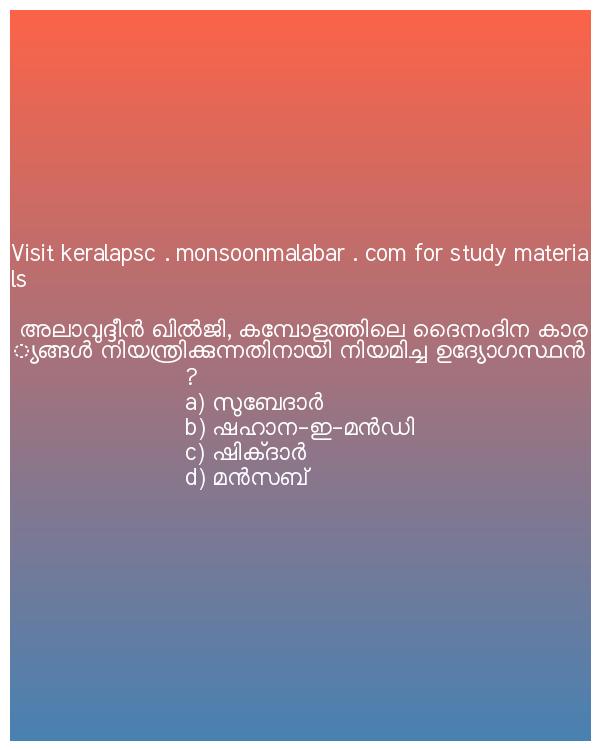 Visit keralapsc . monsoonmalabar . com for study materia
ls
അലാവുദ്ദീൻ ഖിൽജി, കമ്പോളത്തിലെ ദൈനംദിന കാര
്യങ്ങൾ നിയന്ത്രിക്കുന്നതിനായി നിയമിച്ച ഉദ്യോഗസ്ഥൻ
?
a) സുബേദാർ
b) ഷഹാന-ഇ-മൻഡി
c) ഷിക്ദാർ
d) മൻസബ്